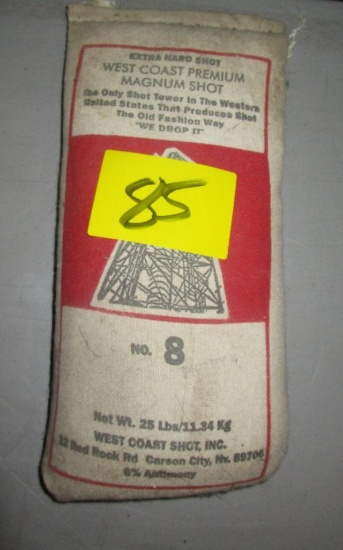 EXTRA HARD SHOT
WEST COAST PREMIUM
MAGNUM SHOT
The Only Shot Tower In The Western
United States That Produces Shot
The Old Fashion Way
"WE DROP IT"
85
NO. 8
Net Wt. 25 Lbs/11.34 Kg
WEST COAST SHOT, INC.
32 Red Rock Rd Carson City, Nv. 89706
6% Antimony